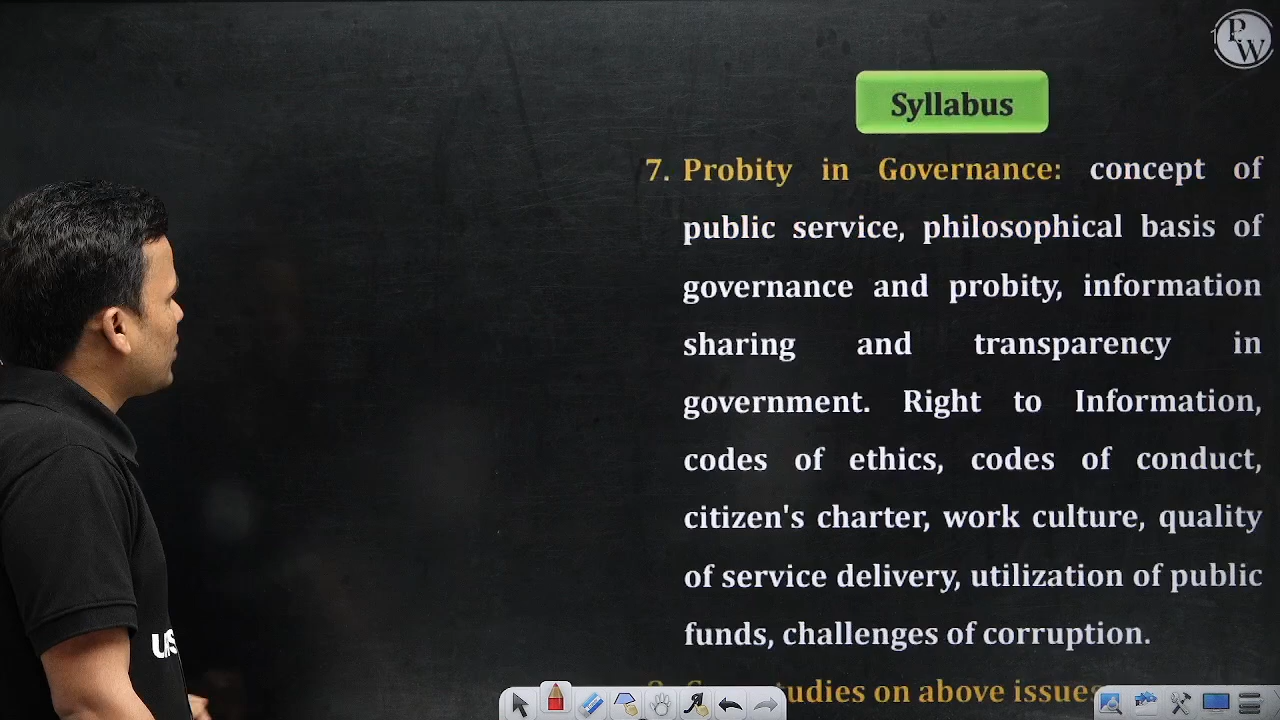 PW
Syllabus
7. Probity in Governance: concept of
public service, philosophical basis of
governance and probity, information
sharing and transparency in
government. Right to Information,
codes of ethics, codes of conduct,
citizen's charter, work culture, quality
of service delivery, utilization of public
funds, challenges of corruption.
on above issues